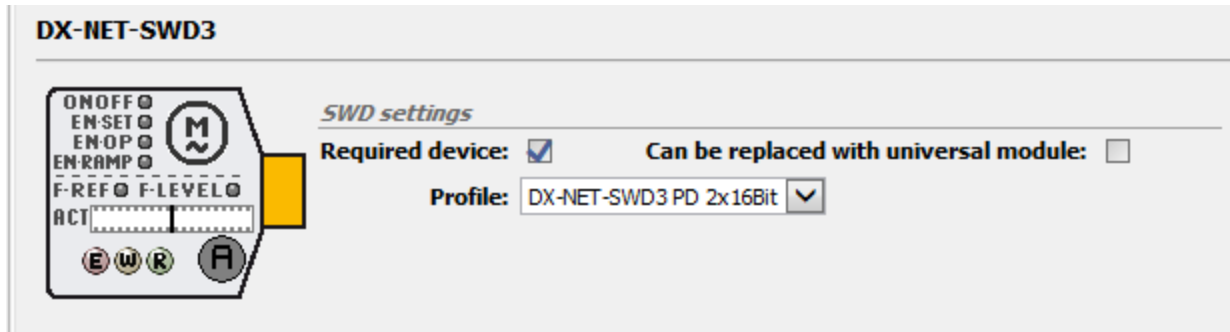 DX-NET-SWD3
ONOFF
EN-SET
EN-OP
EN-RAMP
M
~
F-REF F-LEVEL
ACT
E W R A
SWD settings
Required device: Can be replaced with universal module:
Profile: DX-NET-SWD3 PD 2x16Bit